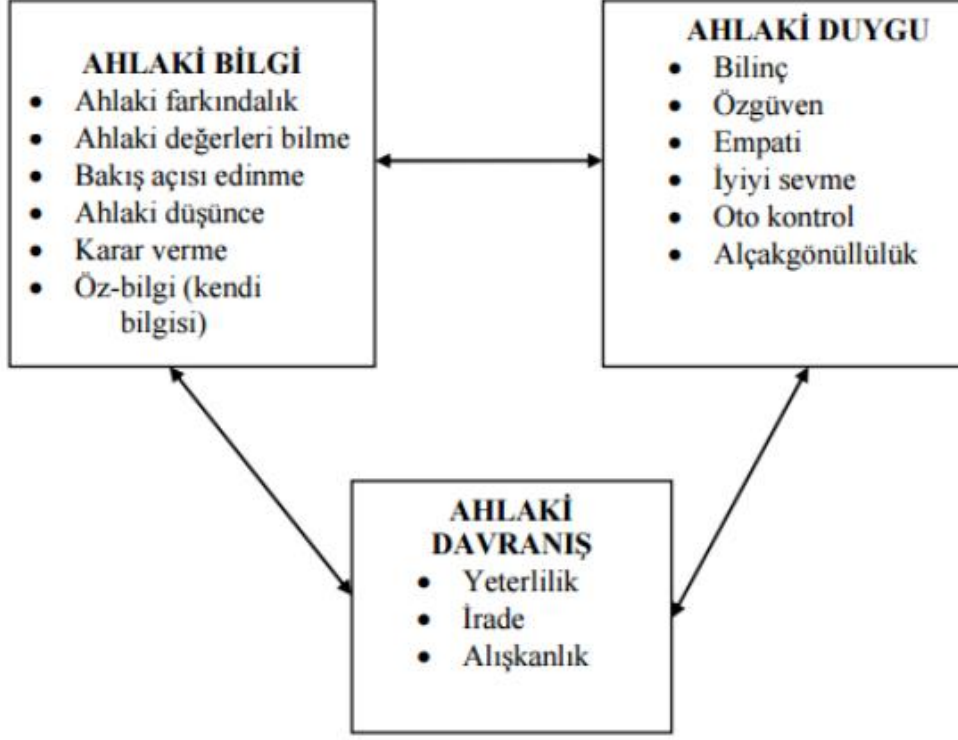 AHLAKİ BİLGİ
• Ahlaki farkındalık
• Ahlaki değerleri bilme
• Bakış açısı edinme
• Ahlaki düşünce
• Karar verme
• Öz-bilgi (kendi
bilgisi)
AHLAKİ DUYGU
• Bilinç
• Özgüven
• Empati
• İyiyi sevme
• Oto kontrol
• Alçakgönüllülük
AHLAKİ
DAVRANIŞ
• Yeterlilik
• İrade
• Alışkanlık